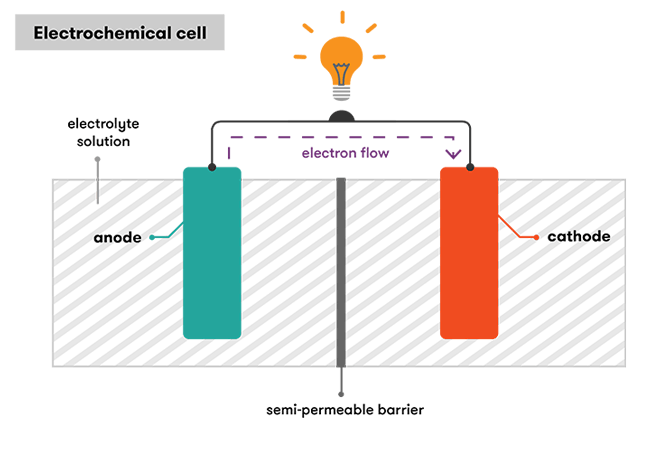 Electrochemical cell
electrolyte
solution
electron flow
anode
cathode
semi-permeable barrier